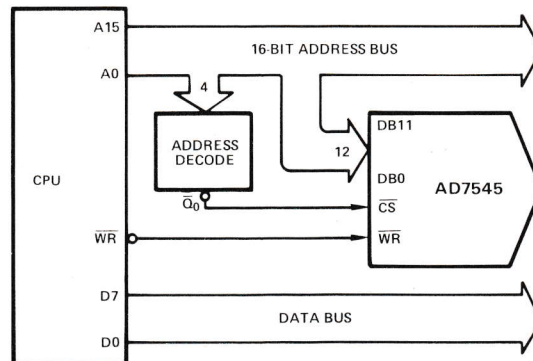 A15
16-BIT ADDRESS BUS
A0
4
DB11
ADDRESS
DECODE
12
CPU
DB0
AD7545
Q̅0
C̅S̅
W̅R̅
W̅R̅
D7
DATA BUS
D0